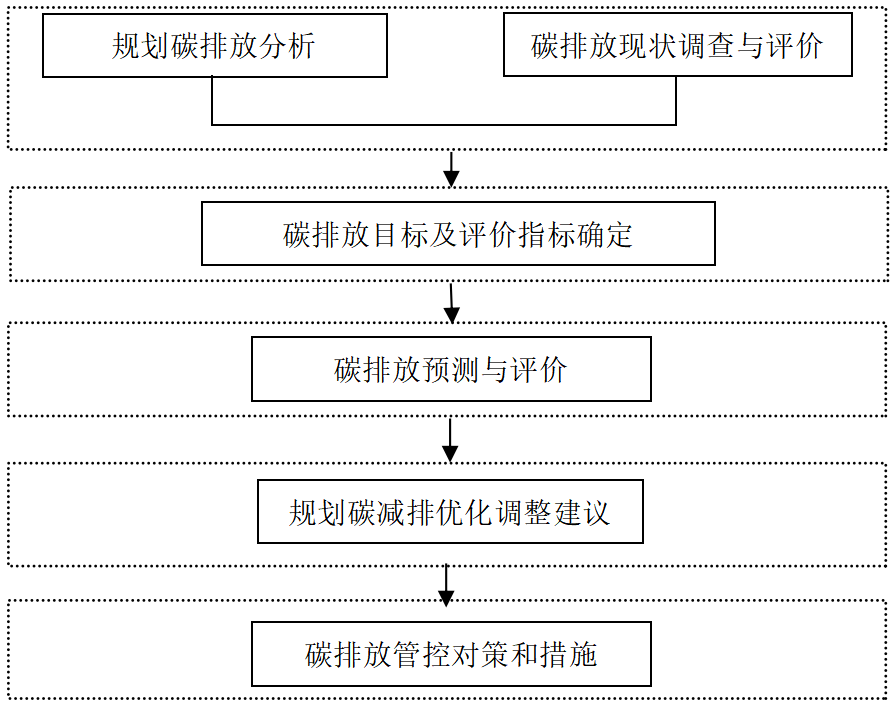 规划碳排放分析
碳排放现状调查与评价
碳排放目标及评价指标确定
碳排放预测与评价
规划碳减排优化调整建议
碳排放管控对策和措施